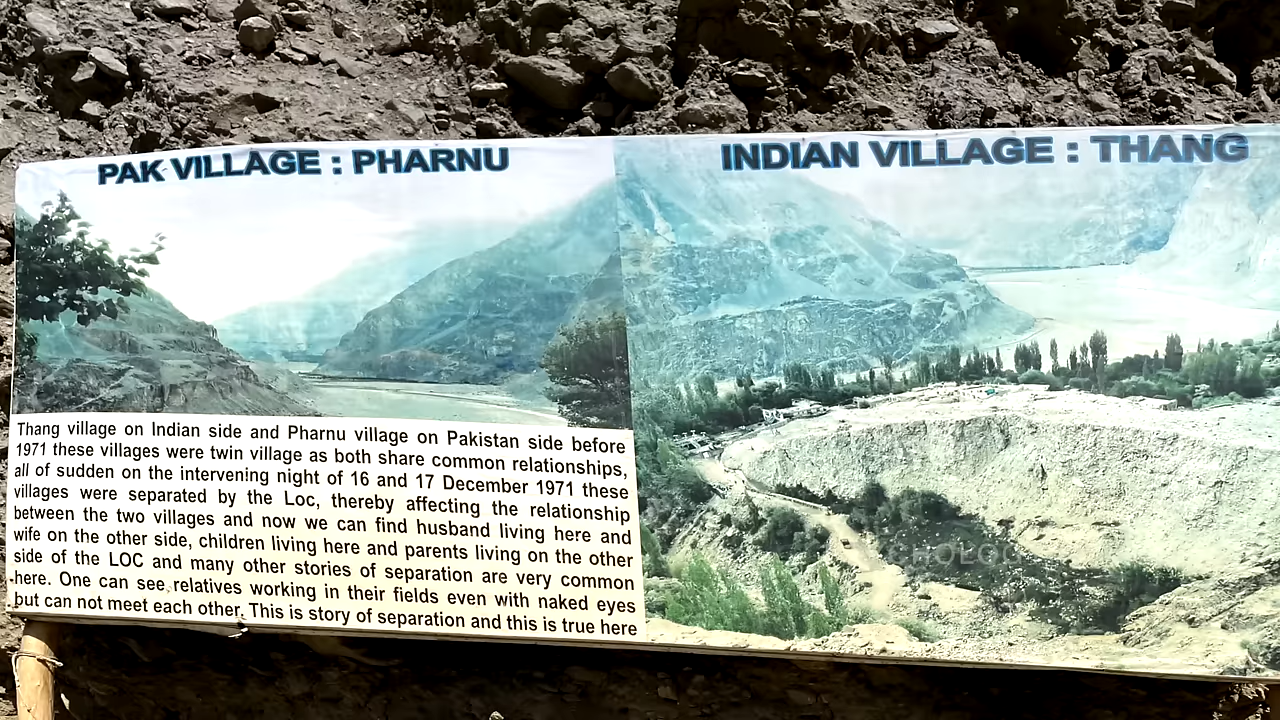 PAK VILLAGE : PHARNU
INDIAN VILLAGE : THANG
Thang village on Indian side and Pharnu village on Pakistan side before
1971 these villages were twin village as both share common relationships,
all of sudden on the intervening night of 16 and 17 December 1971 these
villages were separated by the Loc, thereby affecting the relationship
between the two villages and now we can find husband living here and
wife on the other side, children living here and parents living on the other
side of the LOC and many other stories of separation are very common
here. One can see relatives working in their fields even with naked eyes
but can not meet each other. This is story of separation and this is true here